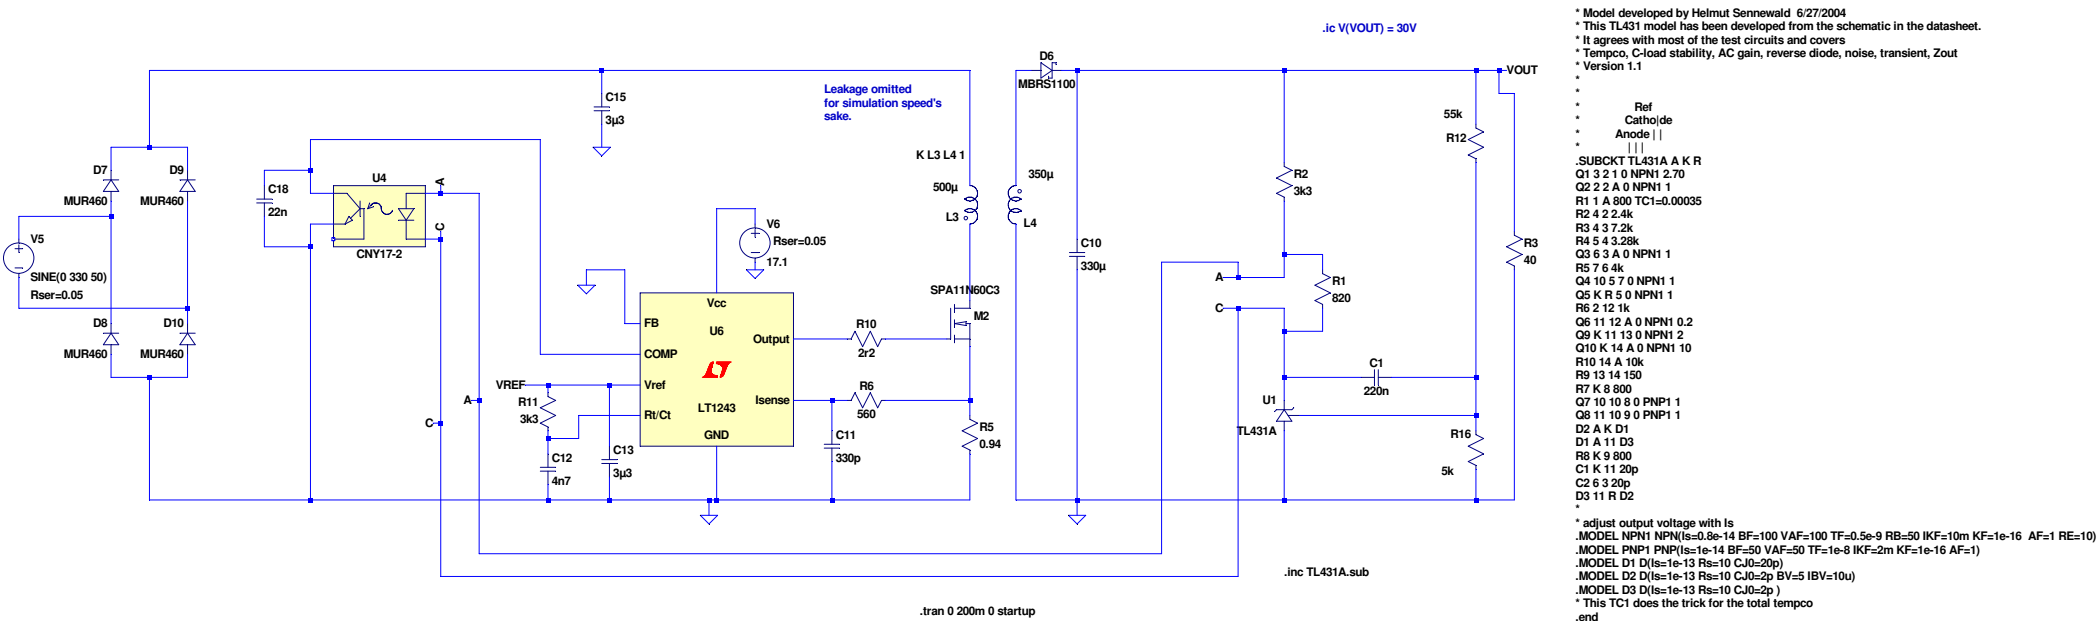 .ic V(VOUT) = 30V
D6
MBRS1100
VOUT
C15
3µ3
Leakage omitted
for simulation speed's
sake.
55k
R12
K L3 L4 1
D7
MUR460
D9
MUR460
C18
22n
U4
A
C
CNY17-2
500µ
L3
350µ
L4
R2
3k3
V5
SINE(0 330 50)
Rser=0.05
V6
Rser=0.05
17.1
C10
330µ
R3
40
A
R1
820
C
SPA11N60C3
M2
Vcc
FB
U6
COMP
Output
R10
2r2
D8
MUR460
D10
MUR460
VREF
Vref
R11
3k3
Rt/Ct
LT1243
Isense
GND
R6
560
A
C
C1
220n
U1
TL431A
R16
5k
C12
4n7
C13
3µ3
C11
330p
R5
0.94
.inc TL431A.sub
.tran 0 200m 0 startup
* Model developed by Helmut Sennewald  6/27/2004
* This TL431 model has been developed from the schematic in the datasheet.
* It agrees with most of the test circuits and covers
* Tempco, C-load stability, AC gain, reverse diode, noise, transient, Zout
* Version 1.1
*
*
* Ref
* Catho|de
* Anode | |
* | | |
.SUBCKT TL431A A K R
Q1 3 2 1 0 NPN1 2.70
Q2 2 2 A 0 NPN1 1
R1 1 A 800 TC1=0.00035
R2 4 2 2.4k
R3 4 3 7.2k
R4 5 4 3.28k
Q3 6 3 A 0 NPN1 1
R5 7 6 4k
Q4 10 5 7 0 NPN1 1
Q5 K R 5 0 NPN1 1
R6 2 12 1k
Q6 11 12 A 0 NPN1 0.2
Q9 K 11 13 0 NPN1 2
Q10 K 14 A 0 NPN1 10
R10 14 A 10k
R9 13 14 150
R7 K 8 800
Q7 10 10 8 0 PNP1 1
Q8 11 10 9 0 PNP1 1
D2 A K D1
D1 A 11 D3
R8 K 9 800
C1 K 11 20p
C2 6 3 20p
D3 11 R D2
*
* adjust output voltage with Is
.MODEL NPN1 NPN(Is=0.8e-14 BF=100 VAF=100 TF=0.5e-9 RB=50 IKF=10m KF=1e-16  AF=1 RE=10)
.MODEL PNP1 PNP(Is=1e-14 BF=50 VAF=50 TF=1e-8 IKF=2m KF=1e-16 AF=1)
.MODEL D1 D(Is=1e-13 Rs=10 CJ0=20p)
.MODEL D2 D(Is=1e-13 Rs=10 CJ0=2p BV=5 IBV=10u)
.MODEL D3 D(Is=1e-13 Rs=10 CJ0=2p )
* This TC1 does the trick for the total tempco
.end